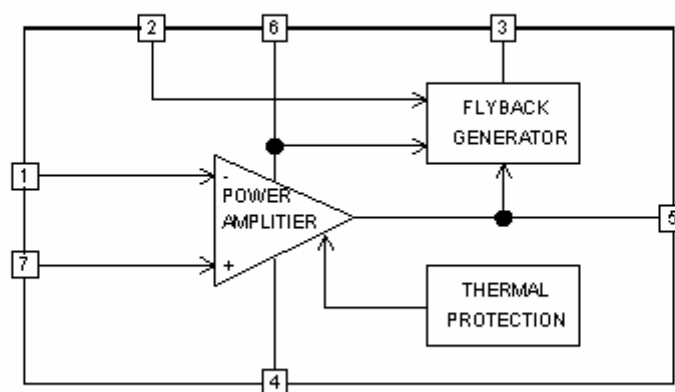 2
6
3
FLYBACK
GENERATOR
1
-
POWER
AMPLITIER
5
7
+
THERMAL
PROTECTION
4